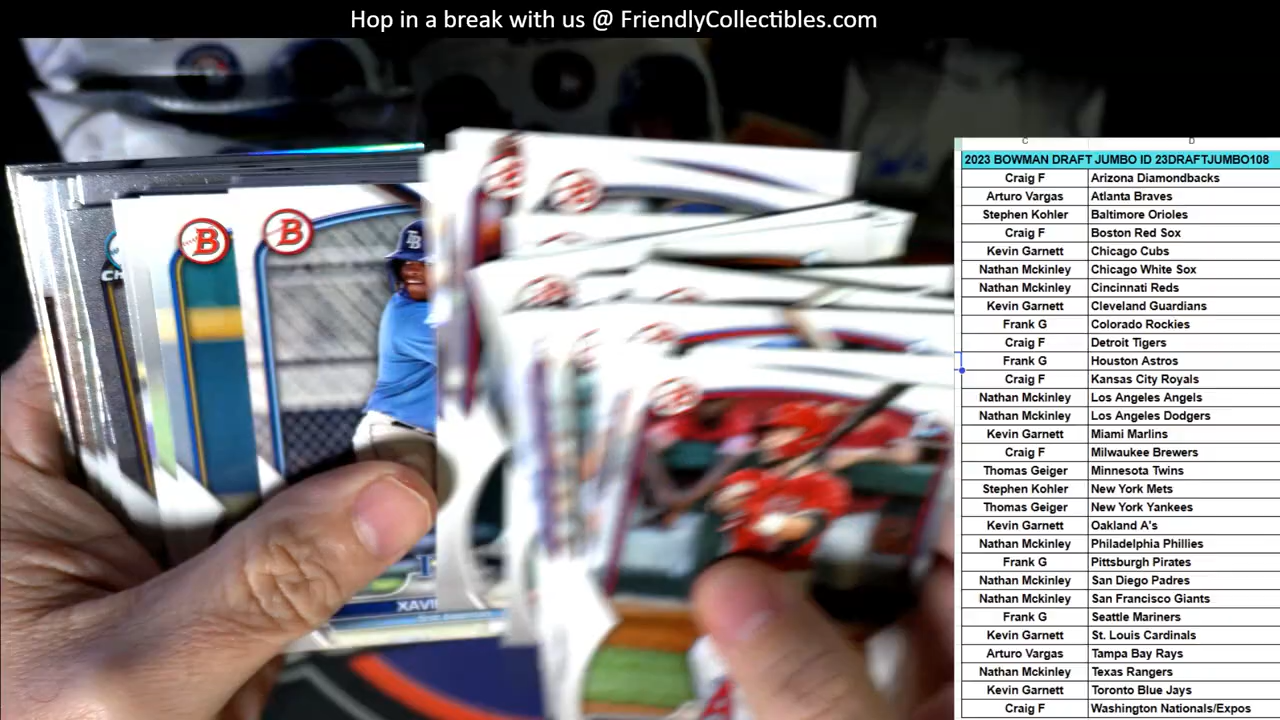 Hop in a break with us @ FriendlyCollectibles.com
C D
2023 BOWMAN DRAFT JUMBO ID 23DRAFTJUMBO108
Craig F Arizona Diamondbacks
Arturo Vargas Atlanta Braves
Stephen Kohler Baltimore Orioles
Craig F Boston Red Sox
Kevin Garnett Chicago Cubs
Nathan Mckinley Chicago White Sox
Nathan Mckinley Cincinnati Reds
Kevin Garnett Cleveland Guardians
Frank G Colorado Rockies
Craig F Detroit Tigers
Frank G Houston Astros
Craig F Kansas City Royals
Nathan Mckinley Los Angeles Angels
Nathan Mckinley Los Angeles Dodgers
Kevin Garnett Miami Marlins
Craig F Milwaukee Brewers
Thomas Geiger Minnesota Twins
Stephen Kohler New York Mets
Thomas Geiger New York Yankees
Kevin Garnett Oakland A's
Nathan Mckinley Philadelphia Phillies
Frank G Pittsburgh Pirates
Nathan Mckinley San Diego Padres
Nathan Mckinley San Francisco Giants
Frank G Seattle Mariners
Kevin Garnett St. Louis Cardinals
Arturo Vargas Tampa Bay Rays
Nathan Mckinley Texas Rangers
Kevin Garnett Toronto Blue Jays
Craig F Washington Nationals/Expos
B
B
TB
CH
XAVI